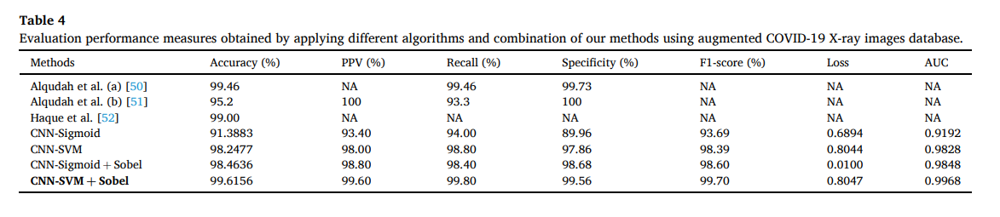 Table 4
Evaluation performance measures obtained by applying different algorithms and combination of our methods using augmented COVID-19 X-ray images database.
Methods Accuracy (%) PPV (%) Recall (%) Specificity (%) F1-score (%) Loss AUC
Alqudah et al. (a) [50] 99.46 NA 99.46 99.73 NA NA NA
Alqudah et al. (b) [51] 95.2 100 93.3 100 NA NA NA
Haque et al. [52] 99.00 NA NA NA NA NA NA
CNN-Sigmoid 91.3883 93.40 94.00 89.96 93.69 0.6894 0.9192
CNN-SVM 98.2477 98.00 98.80 97.86 98.39 0.8044 0.9828
CNN-Sigmoid + Sobel 98.4636 98.80 98.40 98.68 98.60 0.0100 0.9848
CNN-SVM + Sobel 99.6156 99.60 99.80 99.56 99.70 0.8047 0.9968